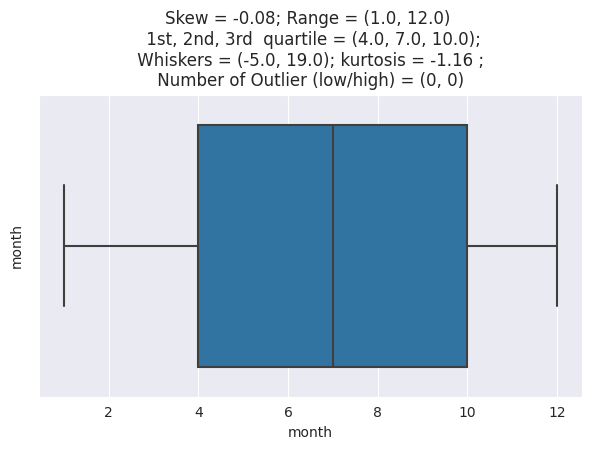 Skew = -0.08; Range = (1.0, 12.0)
1st, 2nd, 3rd  quartile = (4.0, 7.0, 10.0);
Whiskers = (-5.0, 19.0); kurtosis = -1.16 ;
Number of Outlier (low/high) = (0, 0)
month
2 4 6 8 10 12
month